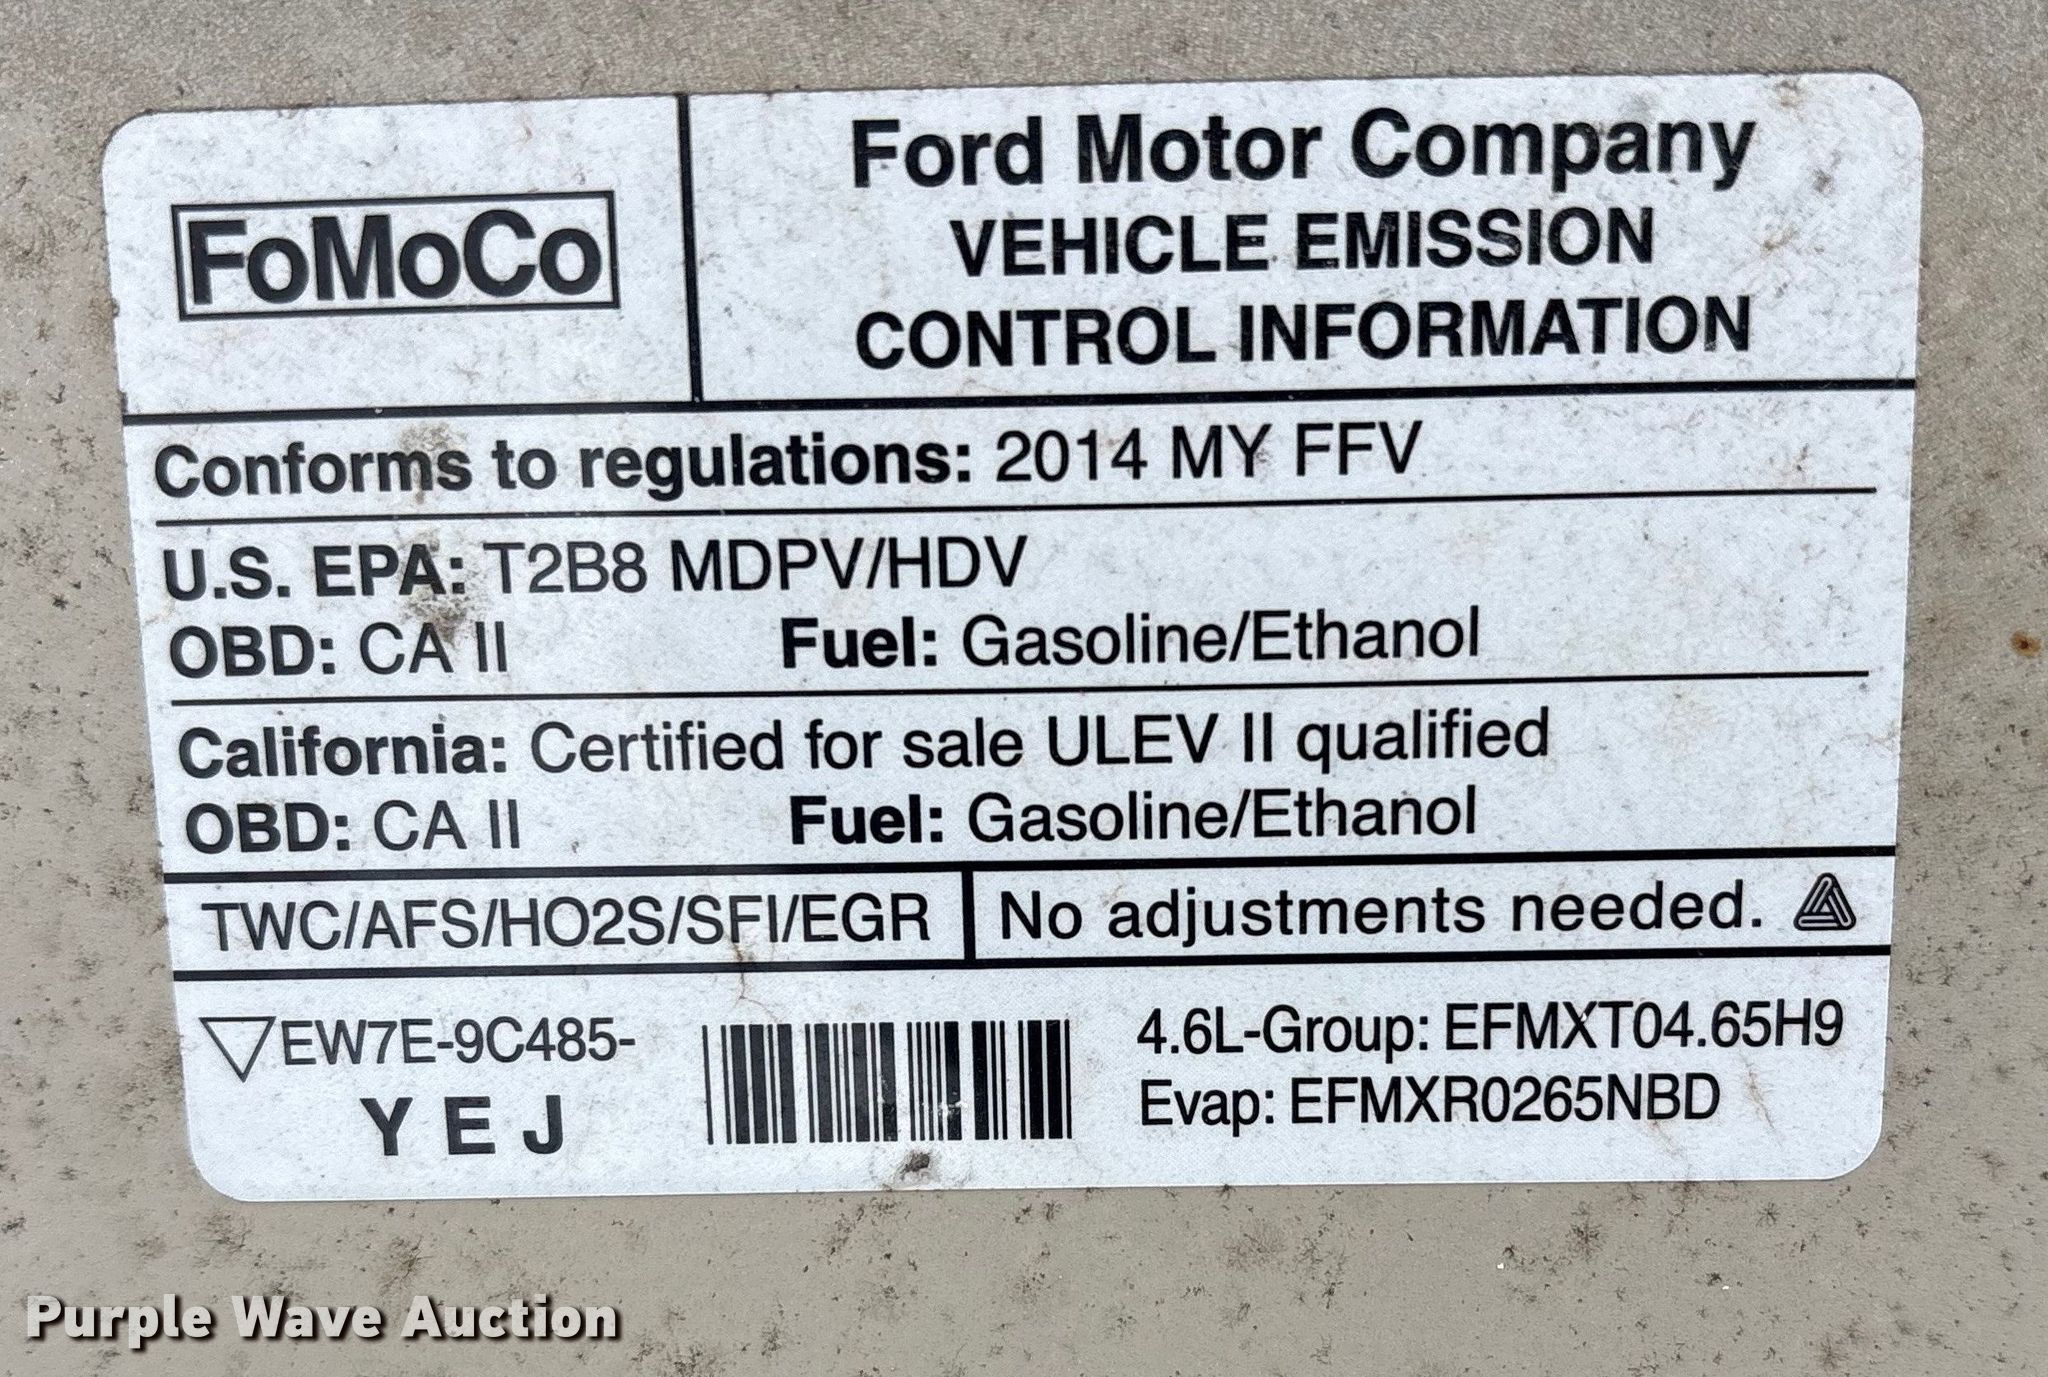 FoMoCo
Ford Motor Company
VEHICLE EMISSION
CONTROL INFORMATION
Conforms to regulations: 2014 MY FFV
U.S. EPA: T2B8 MDPV/HDV
OBD: CA II Fuel: Gasoline/Ethanol
California: Certified for sale ULEV II qualified
OBD: CA II Fuel: Gasoline/Ethanol
TWC/AFS/HO2S/SFI/EGR
No adjustments needed.
EW7E-9C485-
Y E J
4.6L-Group: EFMXT04.65H9
Evap: EFMXR0265NBD
Purple Wave Auction